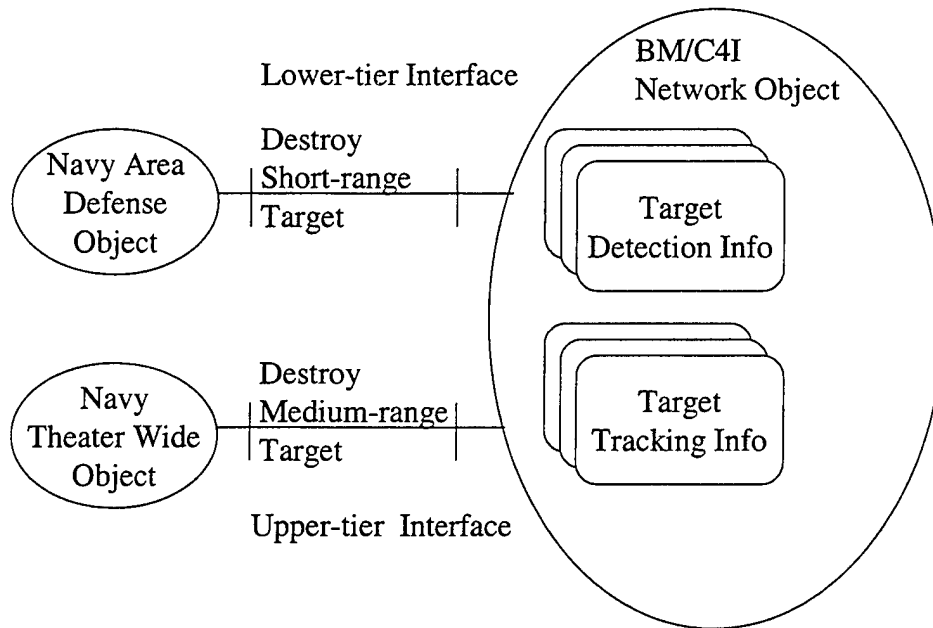 Lower-tier Interface
BM/C4I
Network Object
Navy Area
Defense
Object
Destroy
Short-range
Target
Target
Detection Info
Navy
Theater Wide
Object
Destroy
Medium-range
Target
Target
Tracking Info
Upper-tier Interface